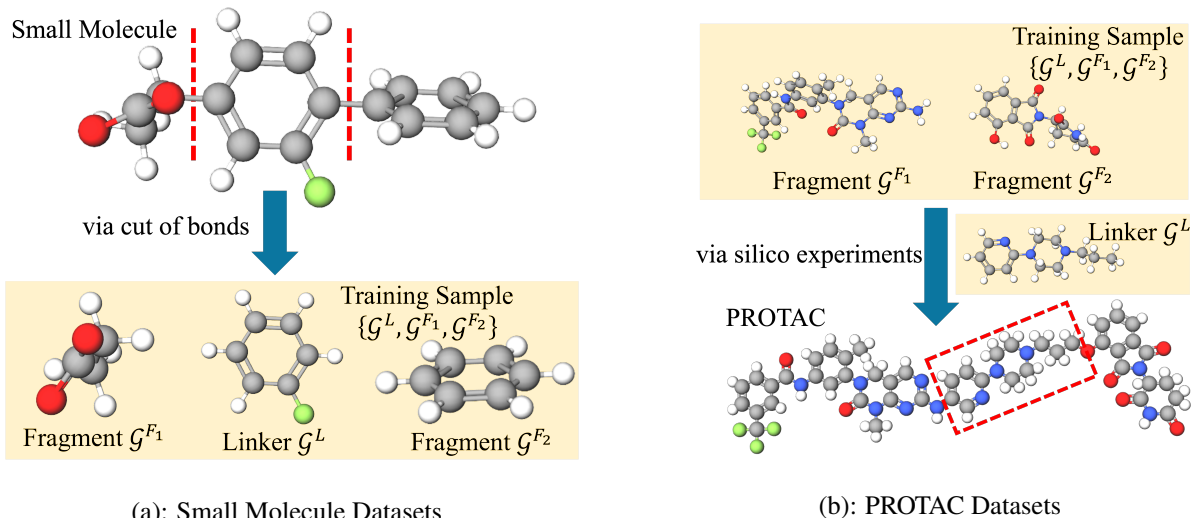 Small Molecule
via cut of bonds
Training Sample
{𝒢^L, 𝒢^{F_1}, 𝒢^{F_2}}
Fragment 𝒢^{F_1}
Linker 𝒢^L
Fragment 𝒢^{F_2}
(a): Small Molecule Datasets
Training Sample
{𝒢^L, 𝒢^{F_1}, 𝒢^{F_2}}
Fragment 𝒢^{F_1}
Fragment 𝒢^{F_2}
via silico experiments
Linker 𝒢^L
PROTAC
(b): PROTAC Datasets